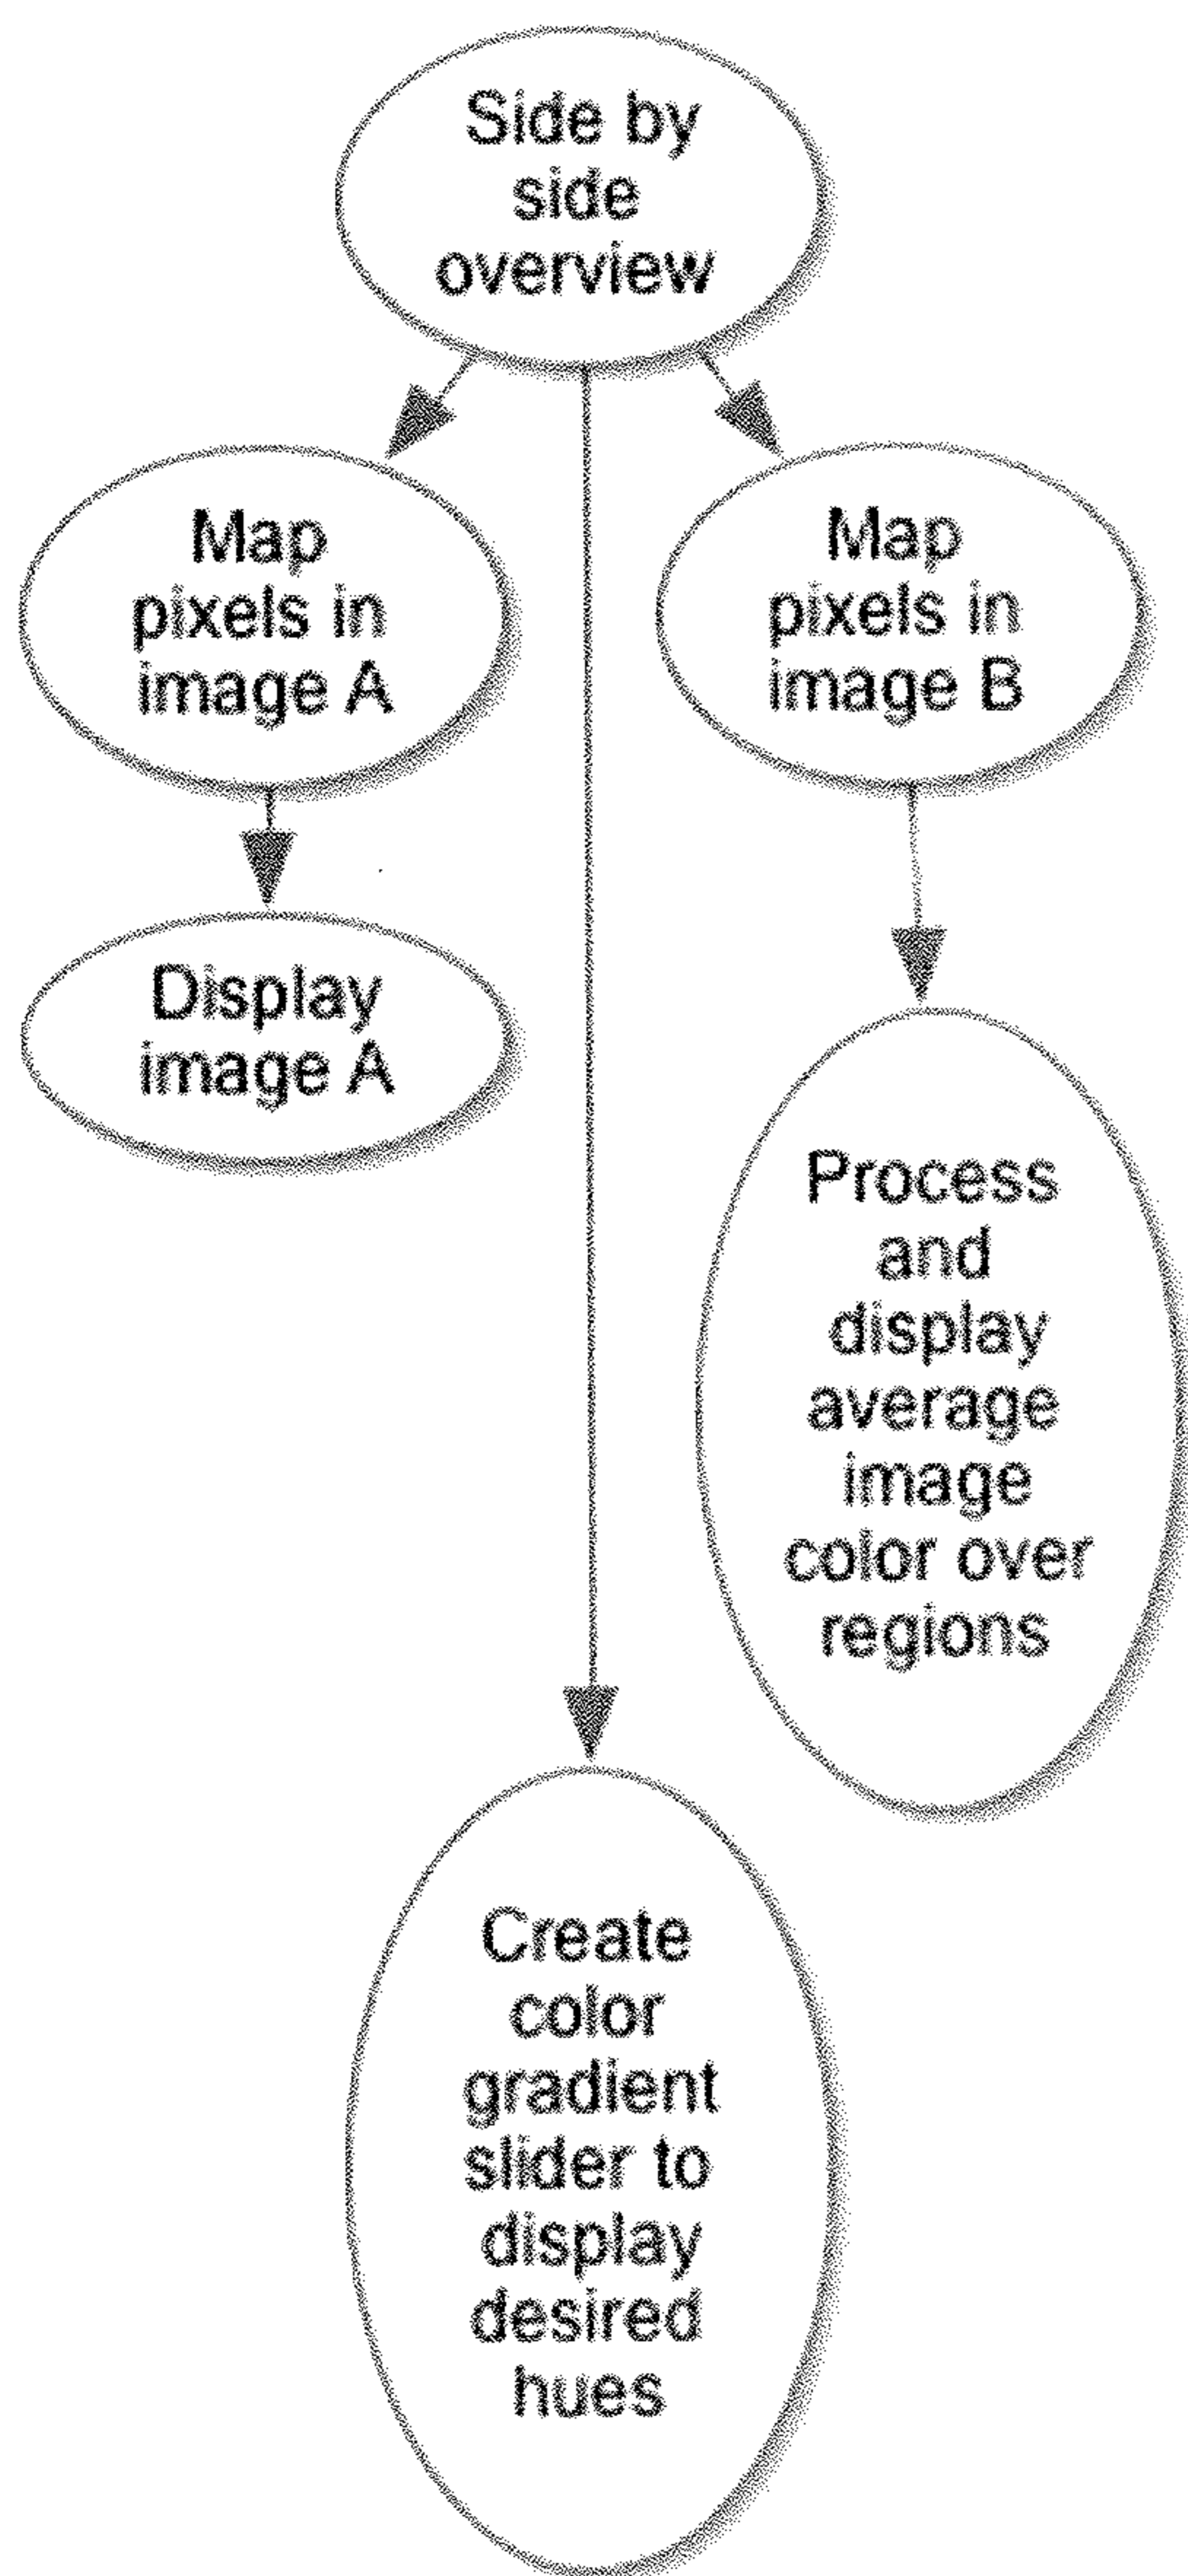 Side by
side
overview
Map
pixels in
image A
Map
pixels in
image B
Display
image A
Process
and
display
average
image
color over
regions
Create
color
gradient
slider to
display
desired
hues